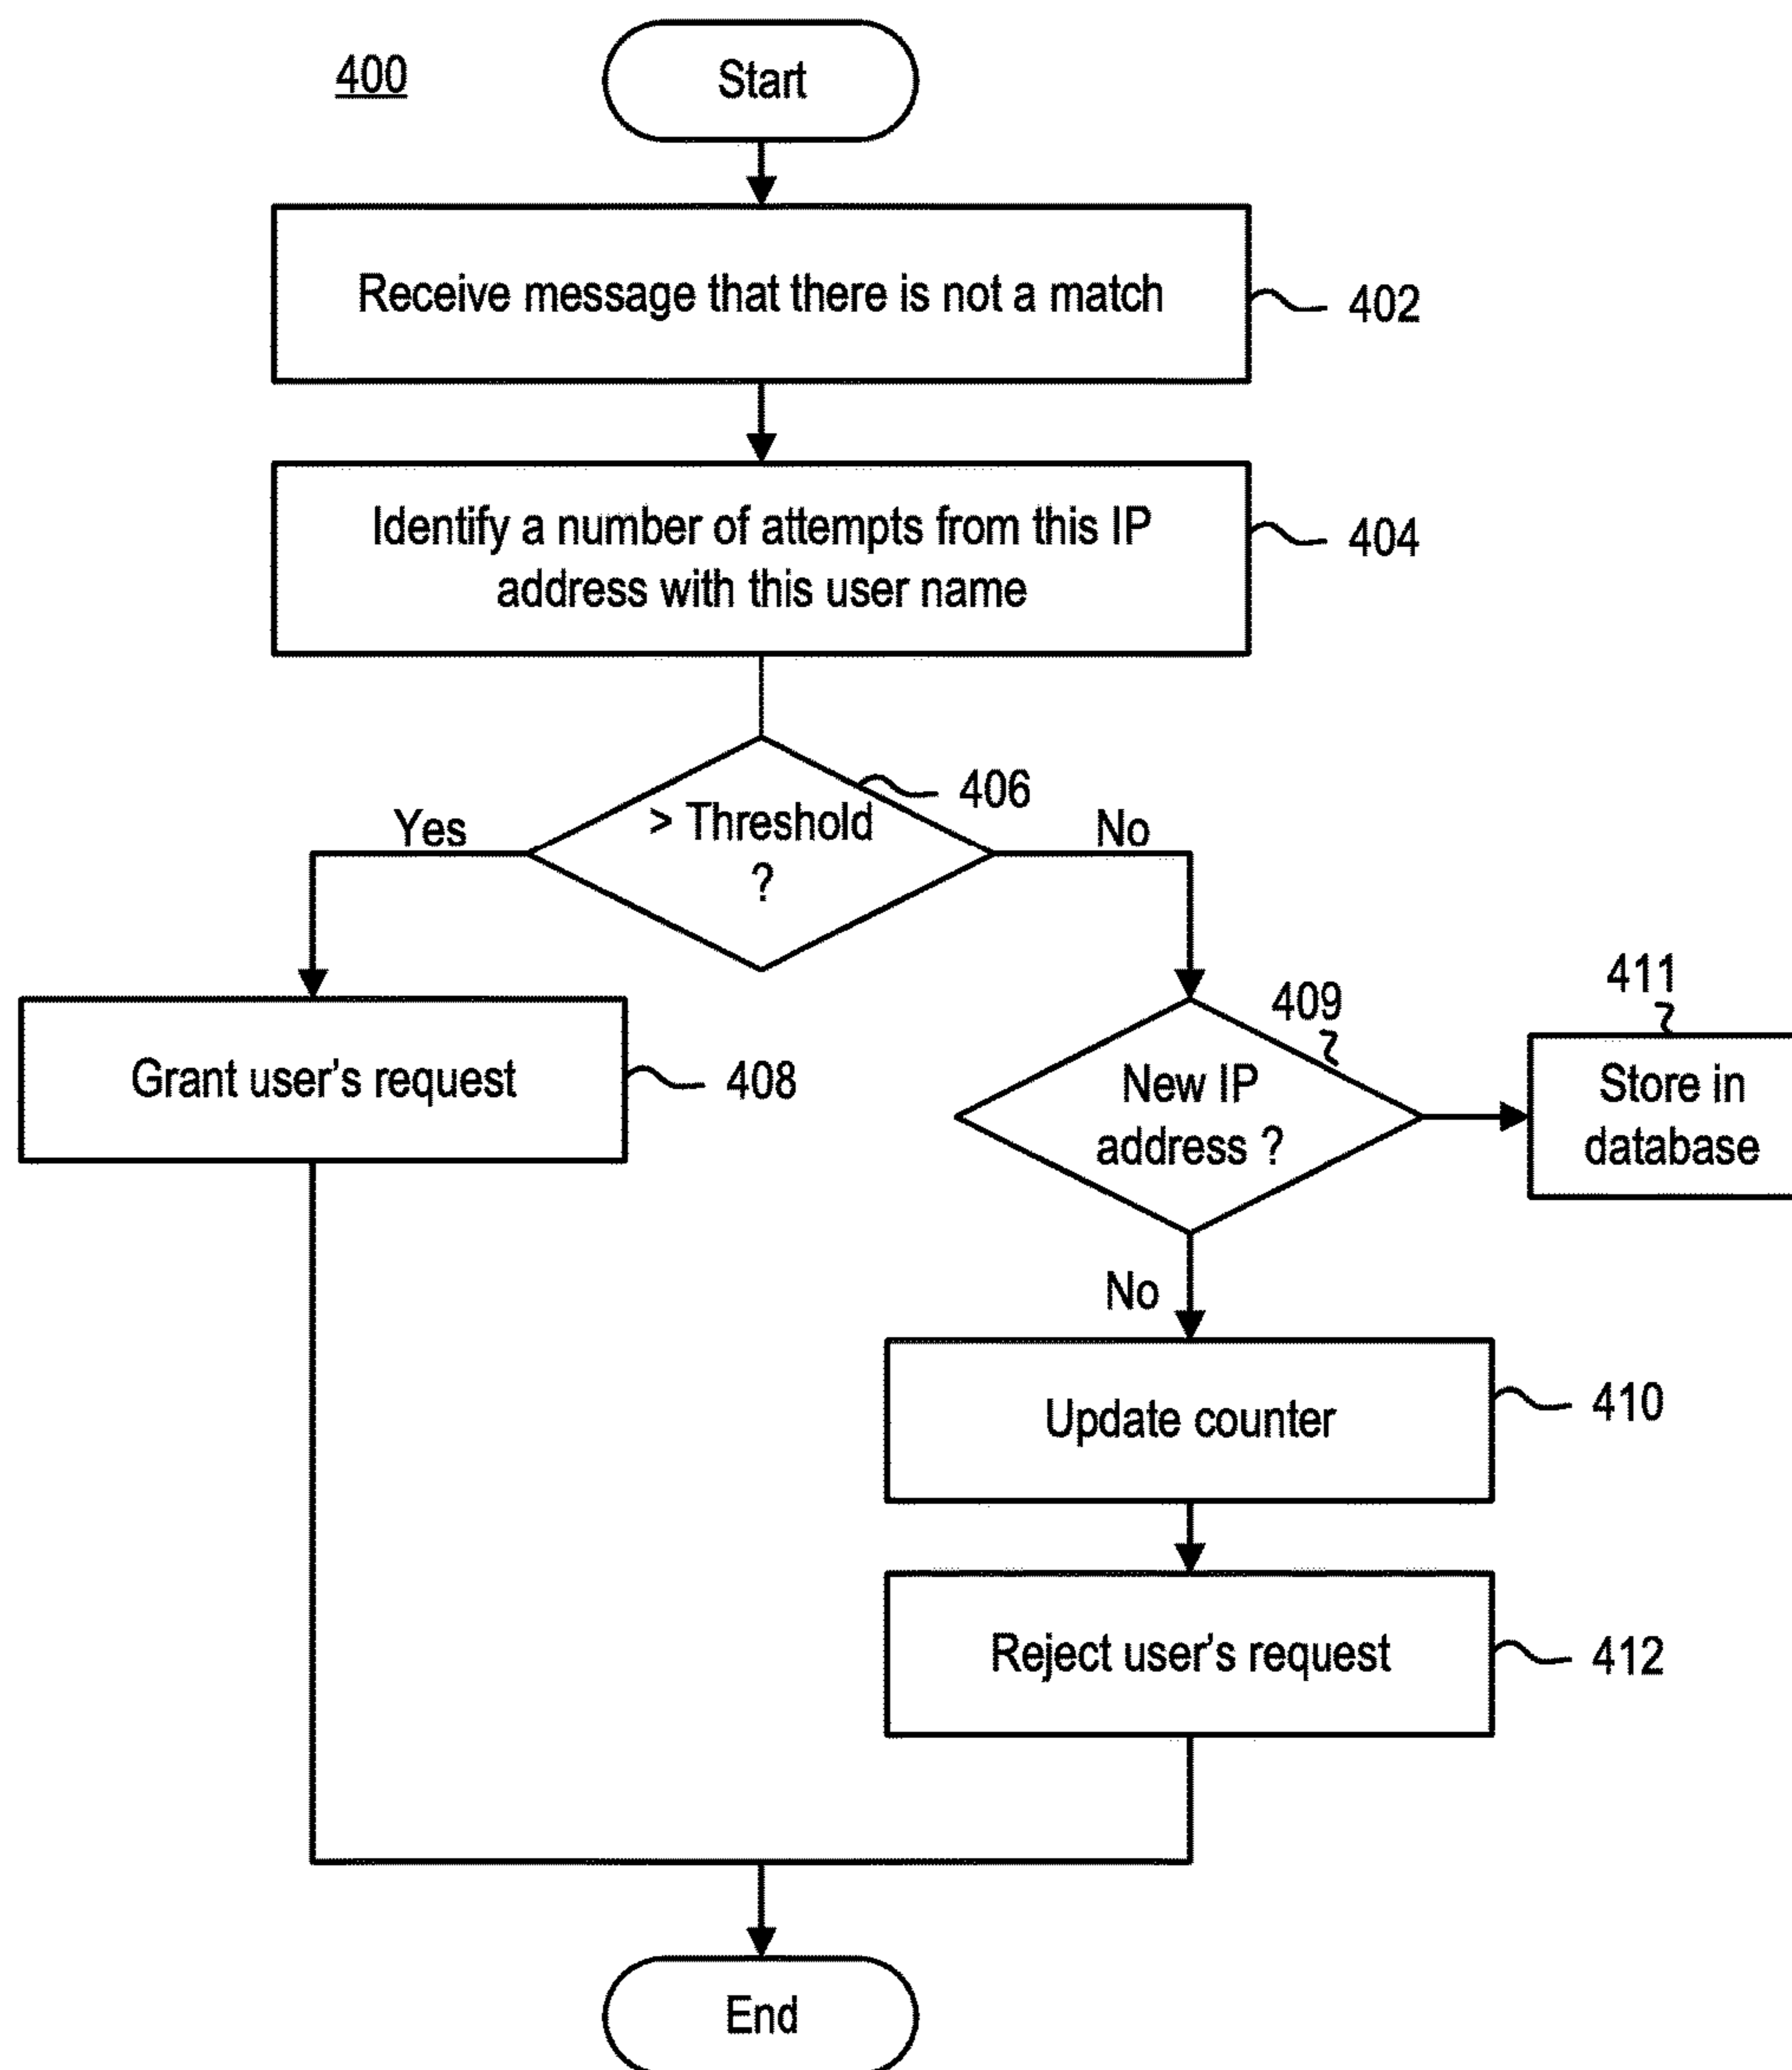 400
Start
Receive message that there is not a match
402
Identify a number of attempts from this IP
address with this user name
404
406
> Threshold
?
Yes
No
Grant user's request
408
409
New IP
address ?
411
Store in
database
No
Update counter
410
Reject user's request
412
End